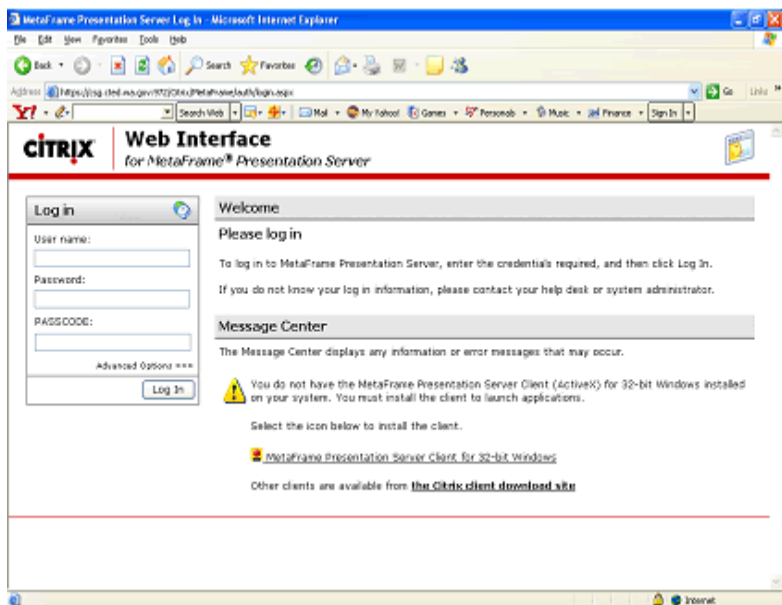 MetaFrame Presentation Server Log In - Microsoft Internet Explorer
File Edit View Favorites Tools Help
Back Search Favorites
Address Go Links »
Y! Search Web Mail My Yahoo! Games Personals Music Finance Sign In
CITRIX Web Interface
for MetaFrame® Presentation Server
Log in
User name:
Password:
PASSCODE:
Advanced Options
Log In
Welcome
Please log in
To log in to MetaFrame Presentation Server, enter the credentials required, and then click Log In.
If you do not know your log in information, please contact your help desk or system administrator.
Message Center
The Message Center displays any information or error messages that may occur.
You do not have the MetaFrame Presentation Server Client (ActiveX) for 32-bit Windows installed
on your system. You must install the client to launch applications.
Select the icon below to install the client.
MetaFrame Presentation Server Client for 32-bit Windows
Other clients are available from the Citrix client download site
Internet